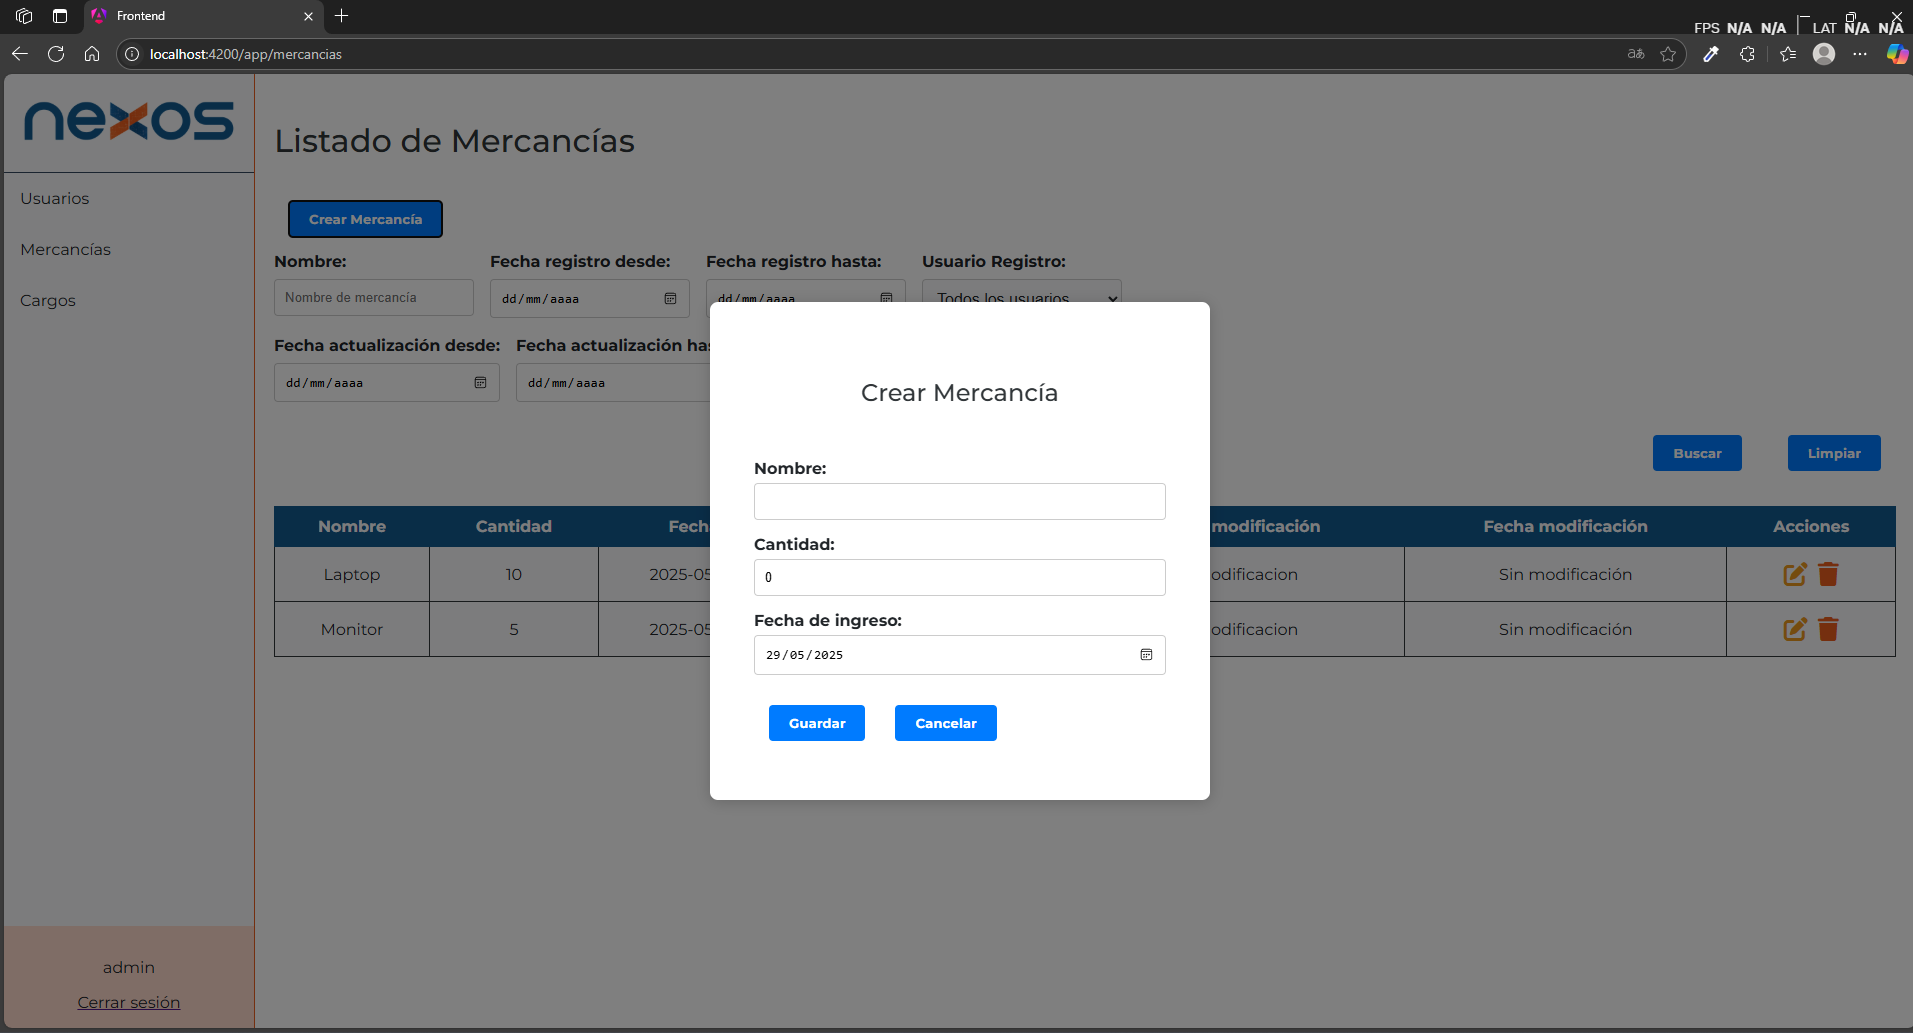 Frontend
FPS N/A N/A | LAT N/A N/A
localhost:4200/app/mercancias
nexos
Usuarios
Mercancías
Cargos
admin
Cerrar sesión
Listado de Mercancías
Crear Mercancía
Nombre: Fecha registro desde: Fecha registro hasta: Usuario Registro:
Nombre de mercancía dd/mm/aaaa dd/mm/aaaa Todos los usuarios
Fecha actualización desde: Fecha actualización has
dd/mm/aaaa dd/mm/aaaa
Buscar Limpiar
Nombre Cantidad Fech modificación Fecha modificación Acciones
Laptop 10 2025-05 odificacion Sin modificación
Monitor 5 2025-05 odificacion Sin modificación
Crear Mercancía
Nombre:
Cantidad:
0
Fecha de ingreso:
29/05/2025
Guardar Cancelar